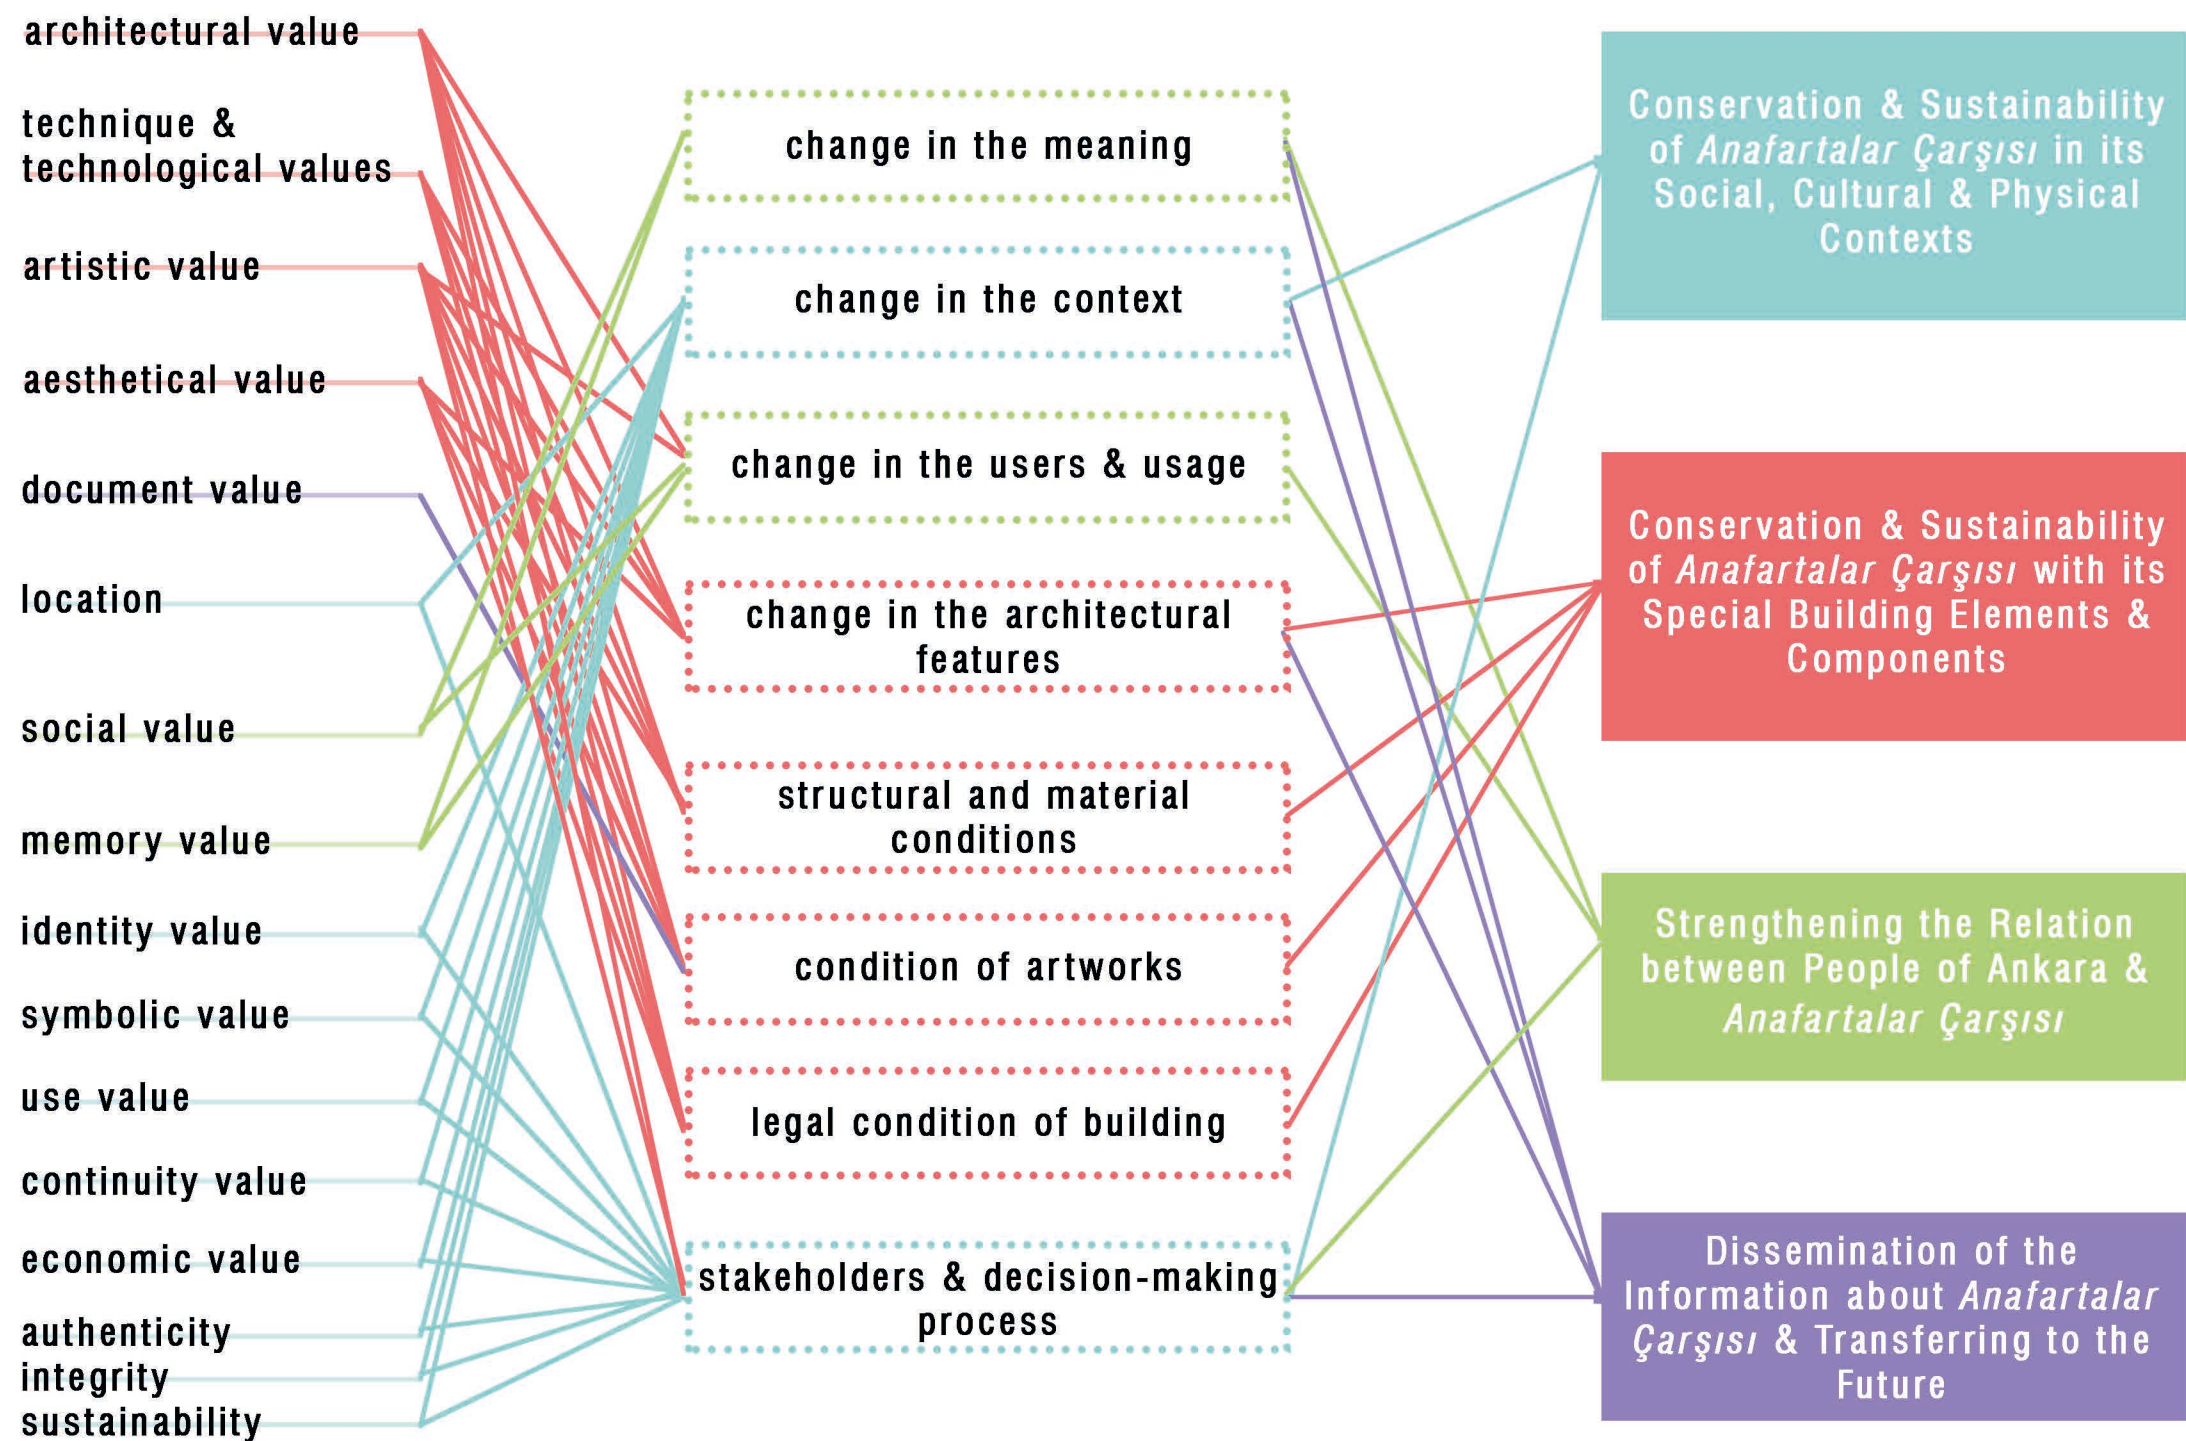 architectural value
technique &
technological values
artistic value
aesthetical value
document value
location
social value
memory value
identity value
symbolic value
use value
continuity value
economic value
authenticity
integrity
sustainability
change in the meaning
change in the context
change in the users & usage
change in the architectural
features
structural and material
conditions
condition of artworks
legal condition of building
stakeholders & decision-making
process
Conservation & Sustainability
of Anafartalar Çarşısı in its
Social, Cultural & Physical
Contexts
Conservation & Sustainability
of Anafartalar Çarşısı with its
Special Building Elements &
Components
Strengthening the Relation
between People of Ankara &
Anafartalar Çarşısı
Dissemination of the
Information about Anafartalar
Çarşısı & Transferring to the
Future